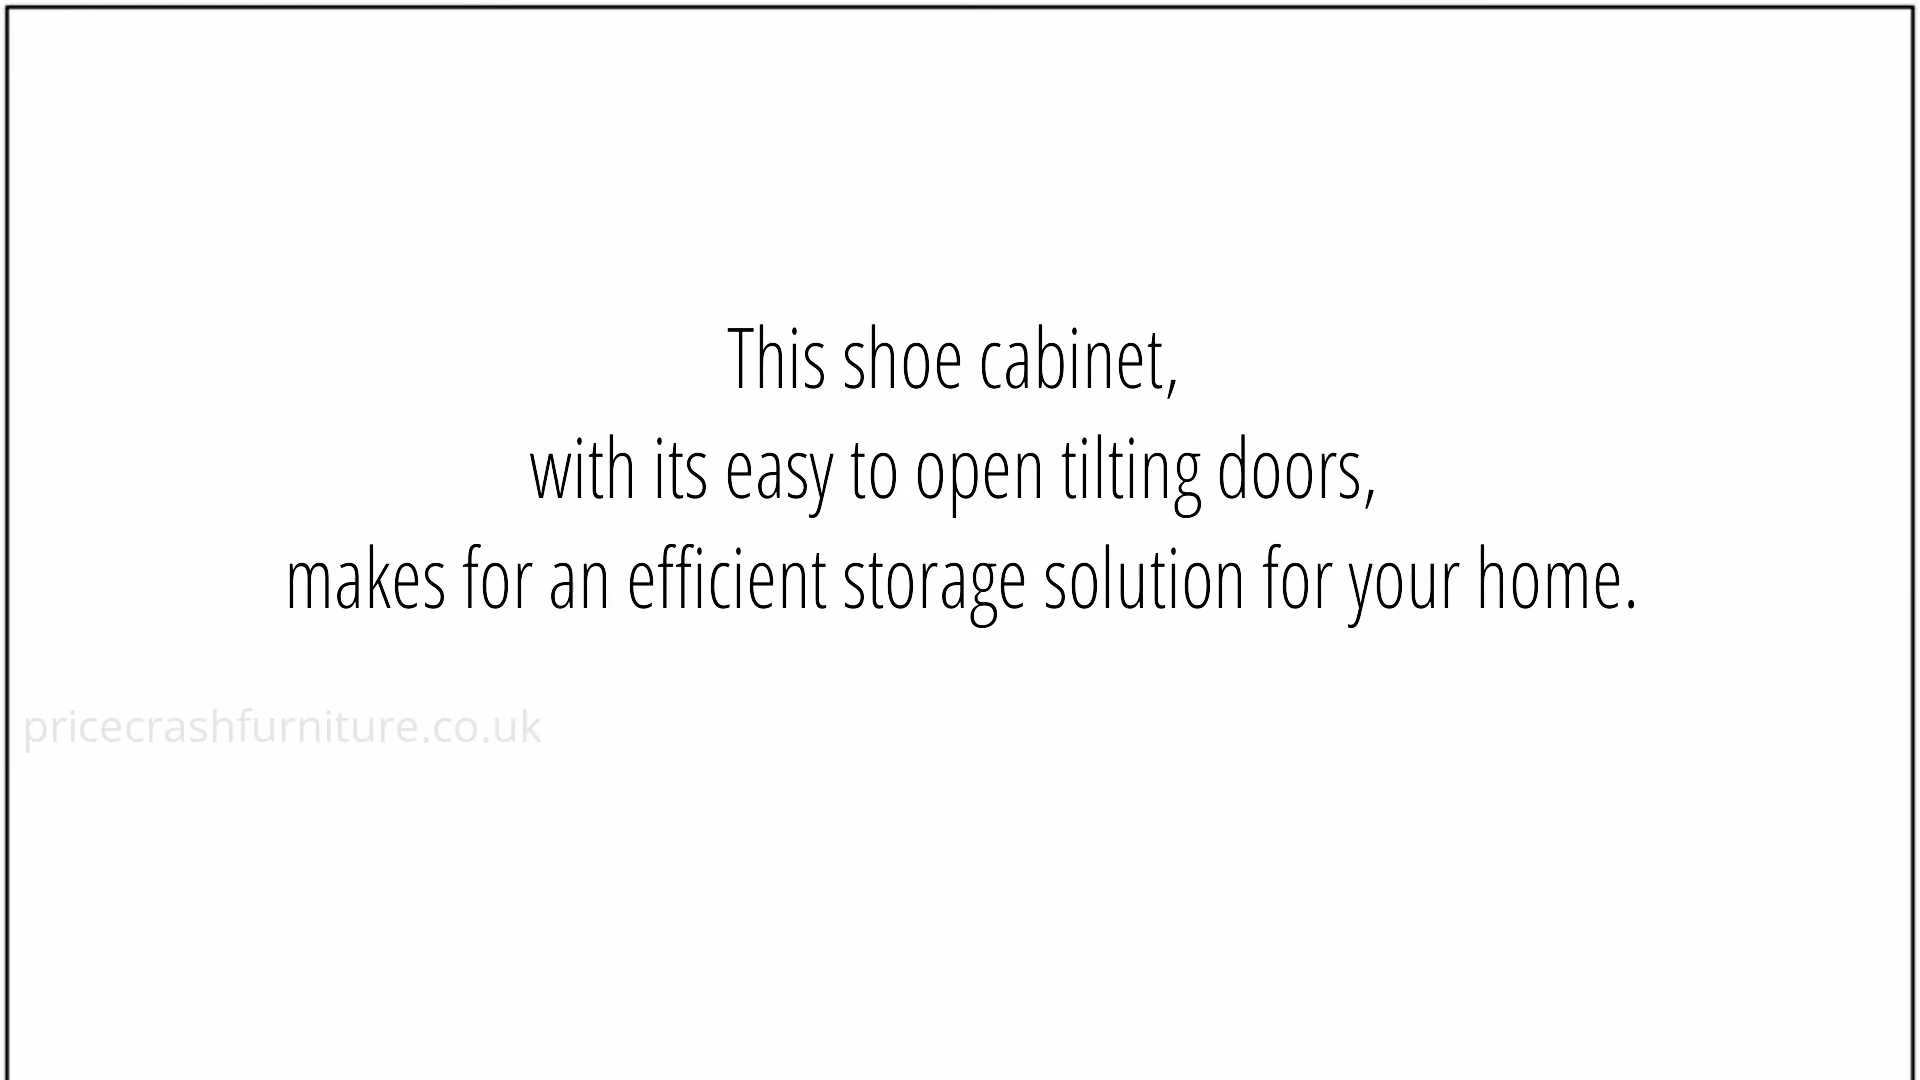 This shoe cabinet,
with its easy to open tilting doors,
makes for an efficient storage solution for your home.
pricecrashfurniture.co.uk